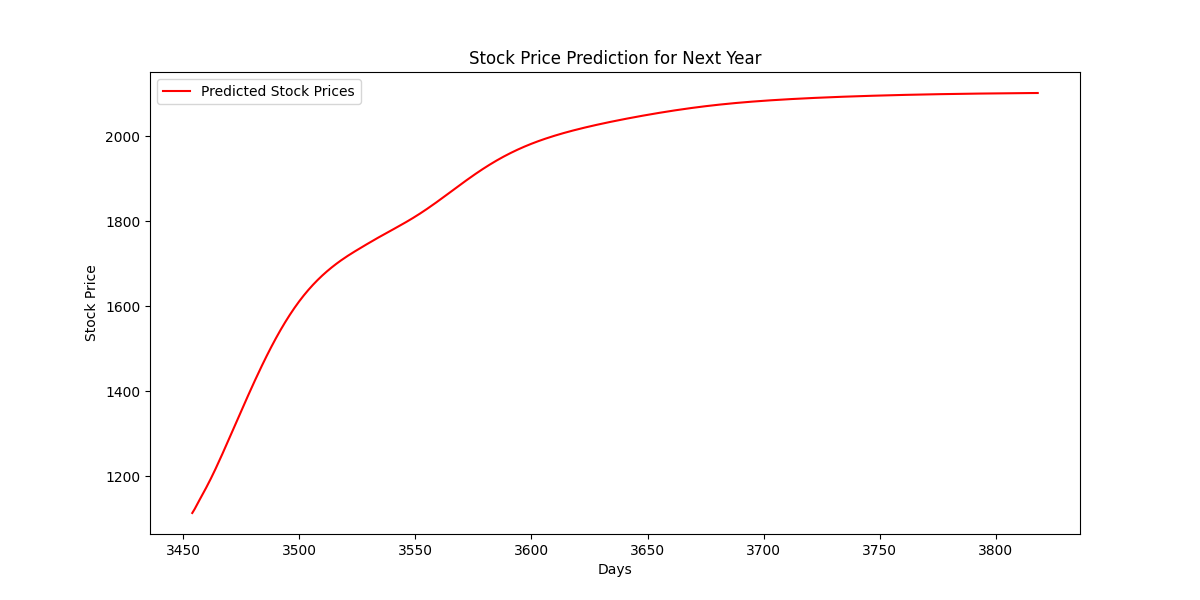 Stock Price Prediction for Next Year
Predicted Stock Prices
Stock Price
2000
1800
1600
1400
1200
3450 3500 3550 3600 3650 3700 3750 3800
Days